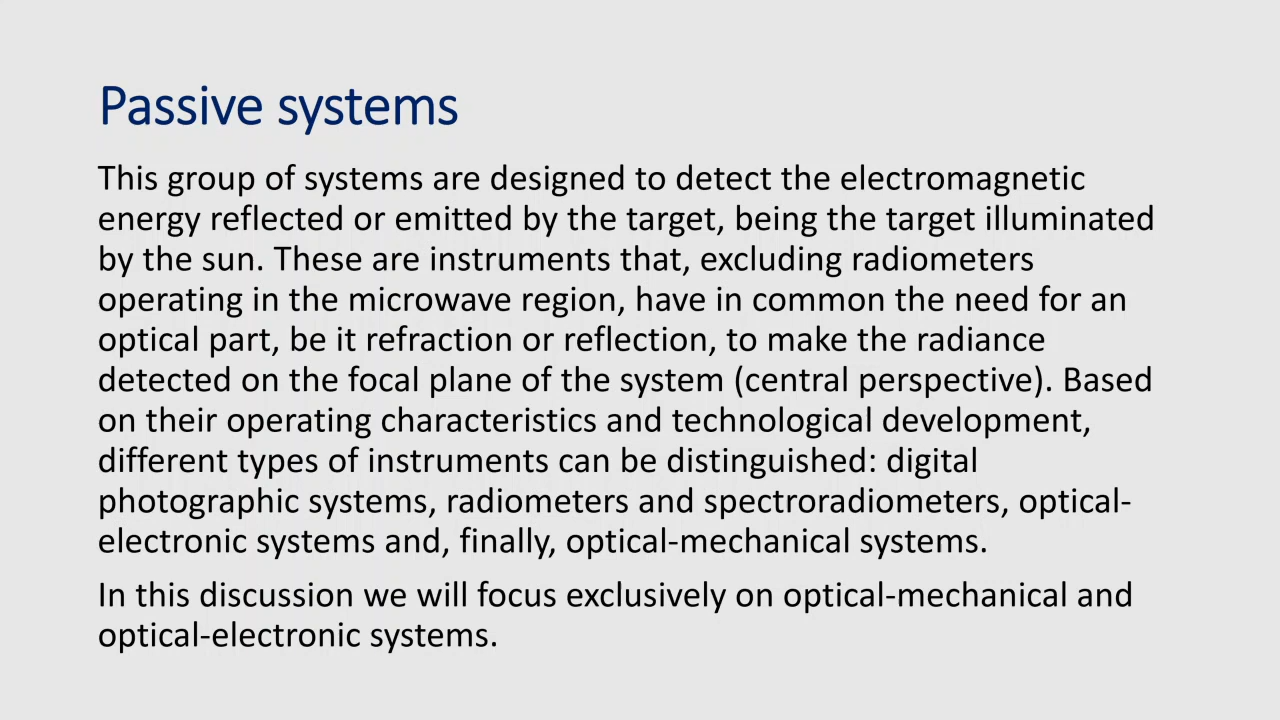 Passive systems
This group of systems are designed to detect the electromagnetic
energy reflected or emitted by the target, being the target illuminated
by the sun. These are instruments that, excluding radiometers
operating in the microwave region, have in common the need for an
optical part, be it refraction or reflection, to make the radiance
detected on the focal plane of the system (central perspective). Based
on their operating characteristics and technological development,
different types of instruments can be distinguished: digital
photographic systems, radiometers and spectroradiometers, optical-
electronic systems and, finally, optical-mechanical systems.
In this discussion we will focus exclusively on optical-mechanical and
optical-electronic systems.